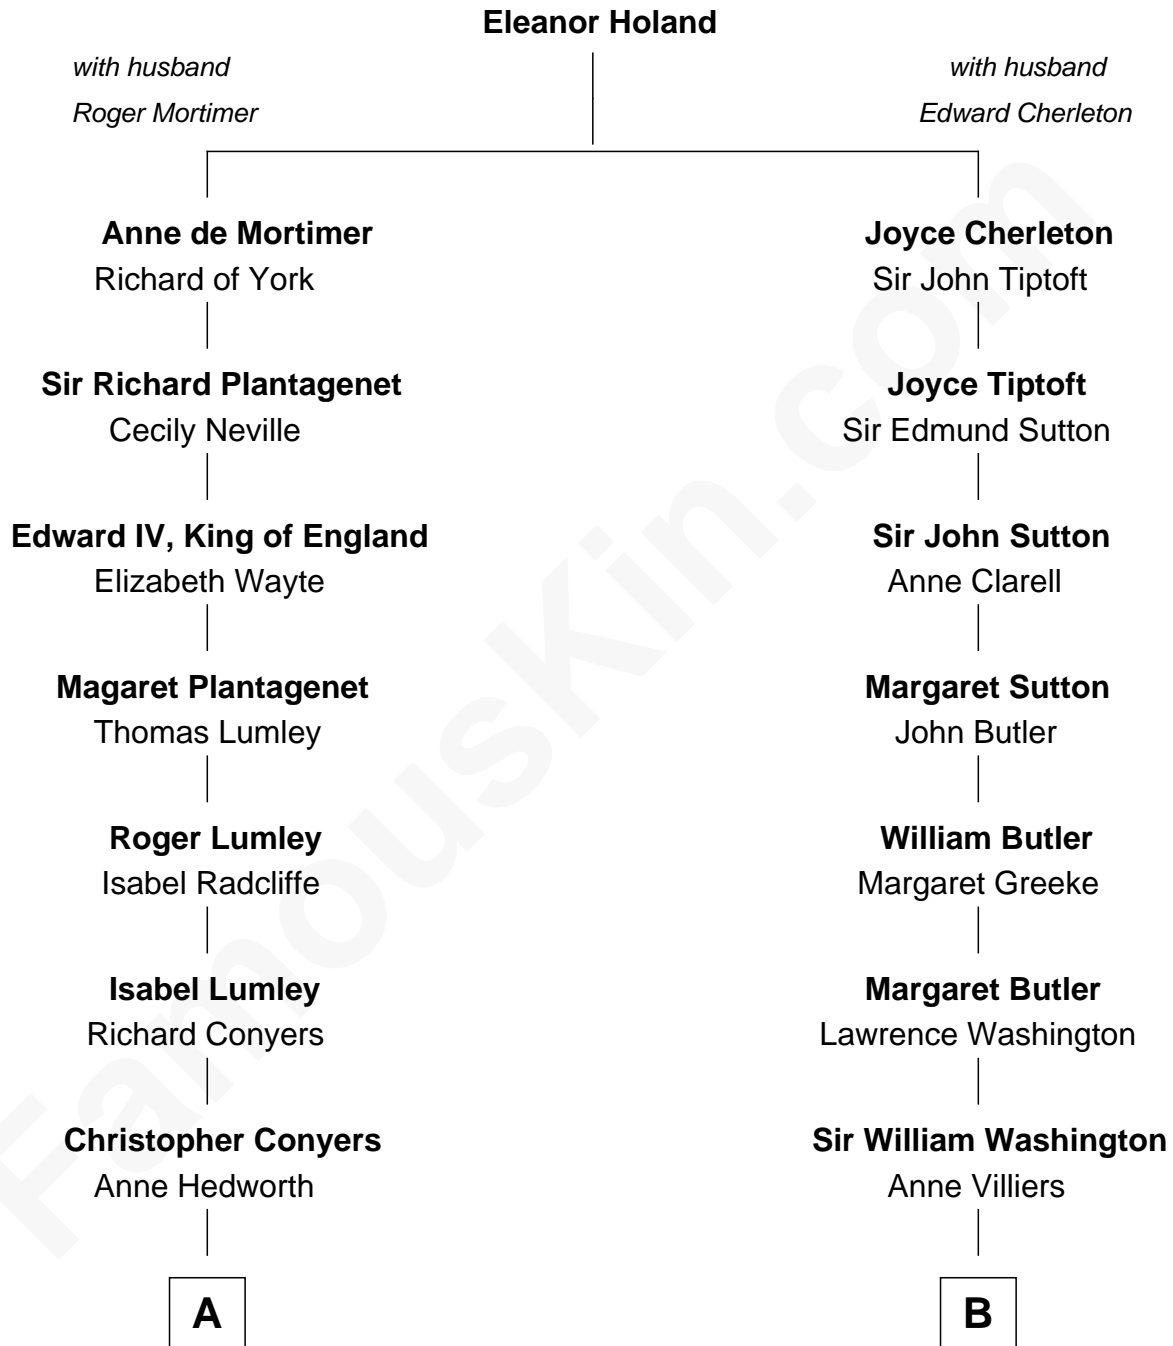 Eleanor Holand
with husband
Roger Mortimer
with husband
Edward Cherleton
Anne de Mortimer
Richard of York
Joyce Cherleton
Sir John Tiptoft
Sir Richard Plantagenet
Cecily Neville
Joyce Tiptoft
Sir Edmund Sutton
Edward IV, King of England
Elizabeth Wayte
Sir John Sutton
Anne Clarell
Magaret Plantagenet
Thomas Lumley
Margaret Sutton
John Butler
Roger Lumley
Isabel Radcliffe
William Butler
Margaret Greeke
Isabel Lumley
Richard Conyers
Margaret Butler
Lawrence Washington
Christopher Conyers
Anne Hedworth
Sir William Washington
Anne Villiers
A
B
FamousKin.com